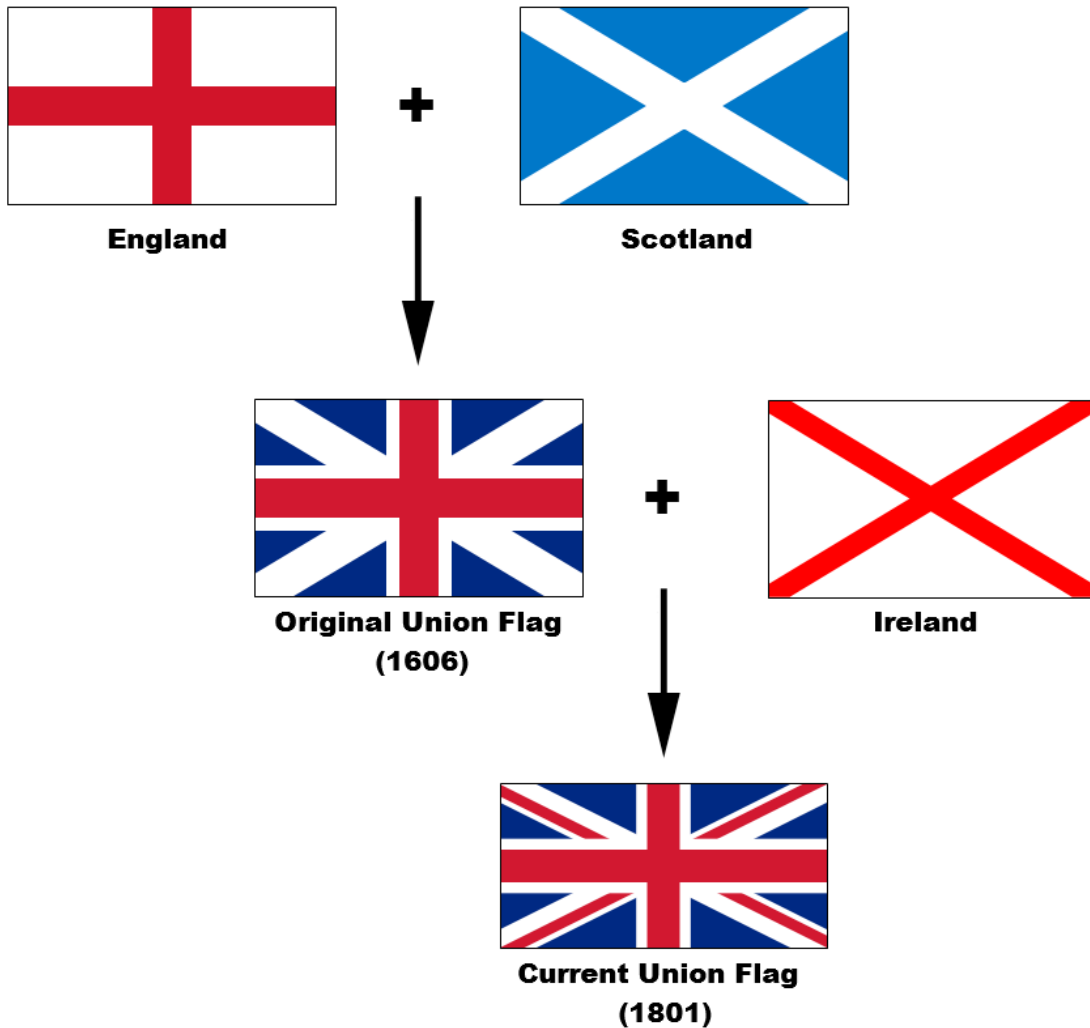 England
Scotland
Original Union Flag
(1606)
Ireland
Current Union Flag
(1801)